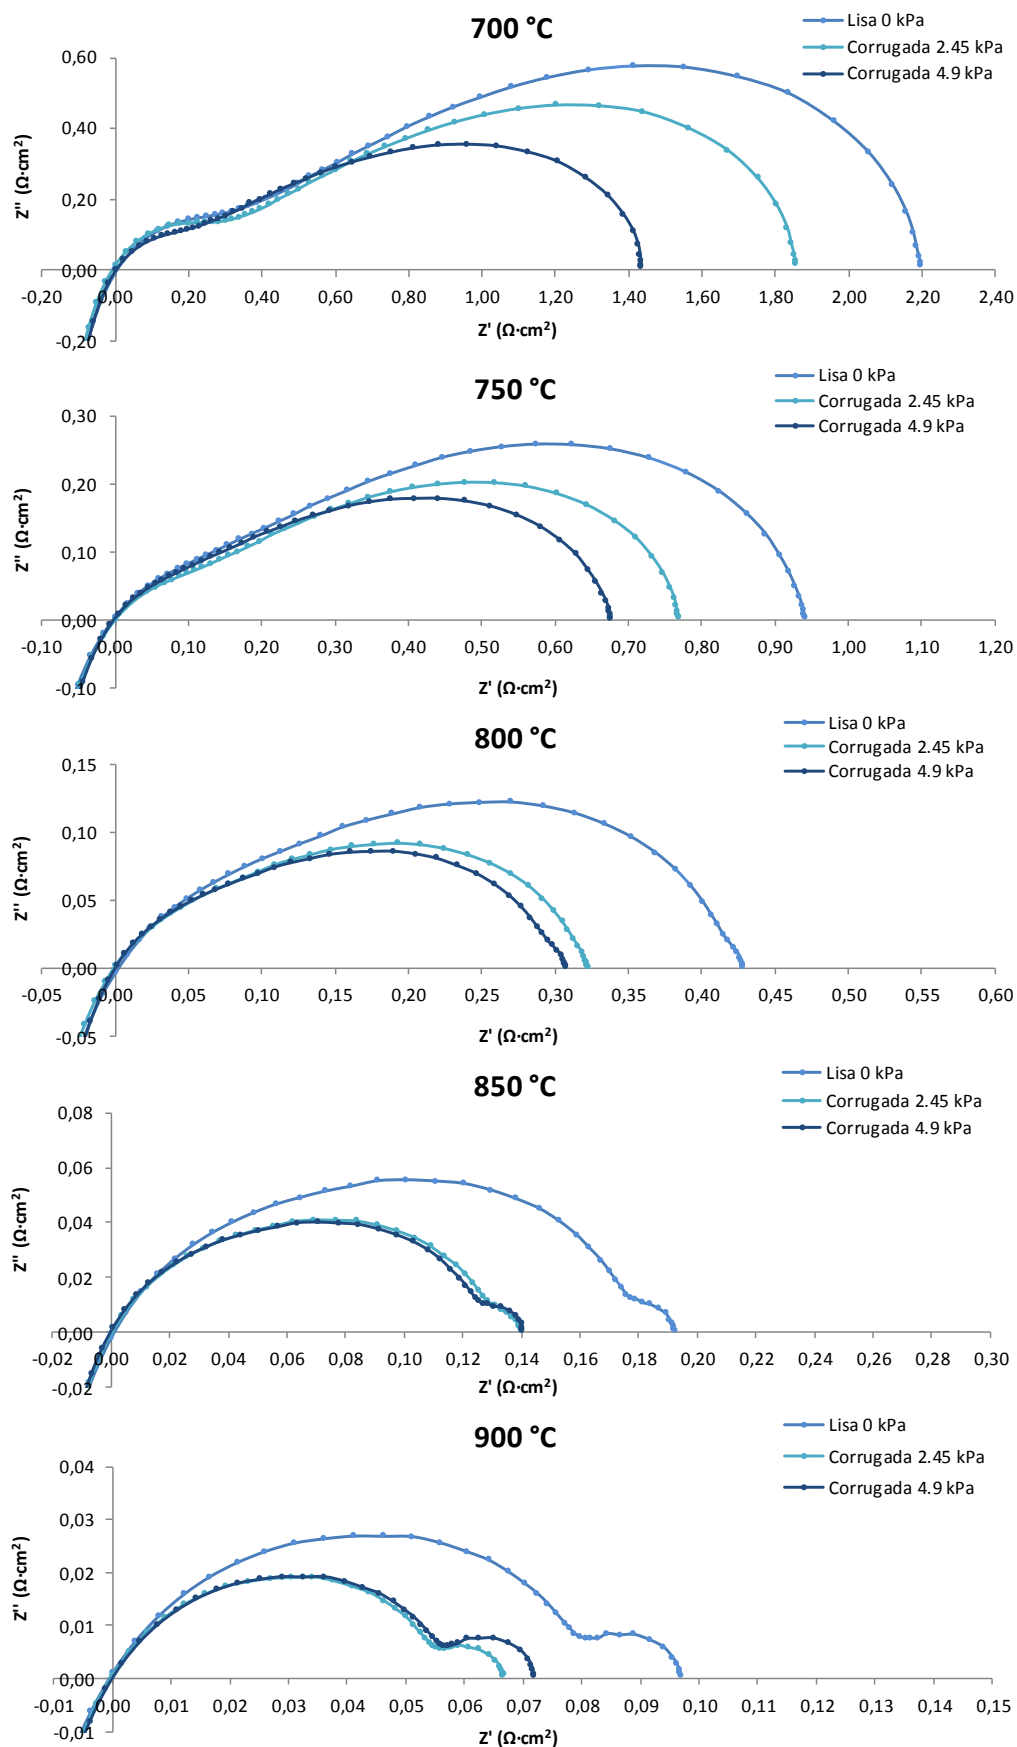 700 °C
Lisa 0 kPa
Corrugada 2.45 kPa
Corrugada 4.9 kPa
0,60
0,40
0,20
0,00
-0,20
Z'' (Ω·cm²)
-0,20 0,00 0,20 0,40 0,60 0,80 1,00 1,20 1,40 1,60 1,80 2,00 2,20 2,40
Z' (Ω·cm²)
750 °C
Lisa 0 kPa
Corrugada 2.45 kPa
Corrugada 4.9 kPa
0,30
0,20
0,10
0,00
-0,10
Z'' (Ω·cm²)
-0,10 0,00 0,10 0,20 0,30 0,40 0,50 0,60 0,70 0,80 0,90 1,00 1,10 1,20
Z' (Ω·cm²)
800 °C
Lisa 0 kPa
Corrugada 2.45 kPa
Corrugada 4.9 kPa
0,15
0,10
0,05
0,00
-0,05
Z'' (Ω·cm²)
-0,05 0,00 0,05 0,10 0,15 0,20 0,25 0,30 0,35 0,40 0,45 0,50 0,55 0,60
Z' (Ω·cm²)
850 °C
Lisa 0 kPa
Corrugada 2.45 kPa
Corrugada 4.9 kPa
0,08
0,06
0,04
0,02
0,00
-0,02
Z'' (Ω·cm²)
-0,02 0,00 0,02 0,04 0,06 0,08 0,10 0,12 0,14 0,16 0,18 0,20 0,22 0,24 0,26 0,28 0,30
Z' (Ω·cm²)
900 °C
Lisa 0 kPa
Corrugada 2.45 kPa
Corrugada 4.9 kPa
0,04
0,03
0,02
0,01
0,00
-0,01
Z'' (Ω·cm²)
-0,01 0,00 0,01 0,02 0,03 0,04 0,05 0,06 0,07 0,08 0,09 0,10 0,11 0,12 0,13 0,14 0,15
Z' (Ω·cm²)